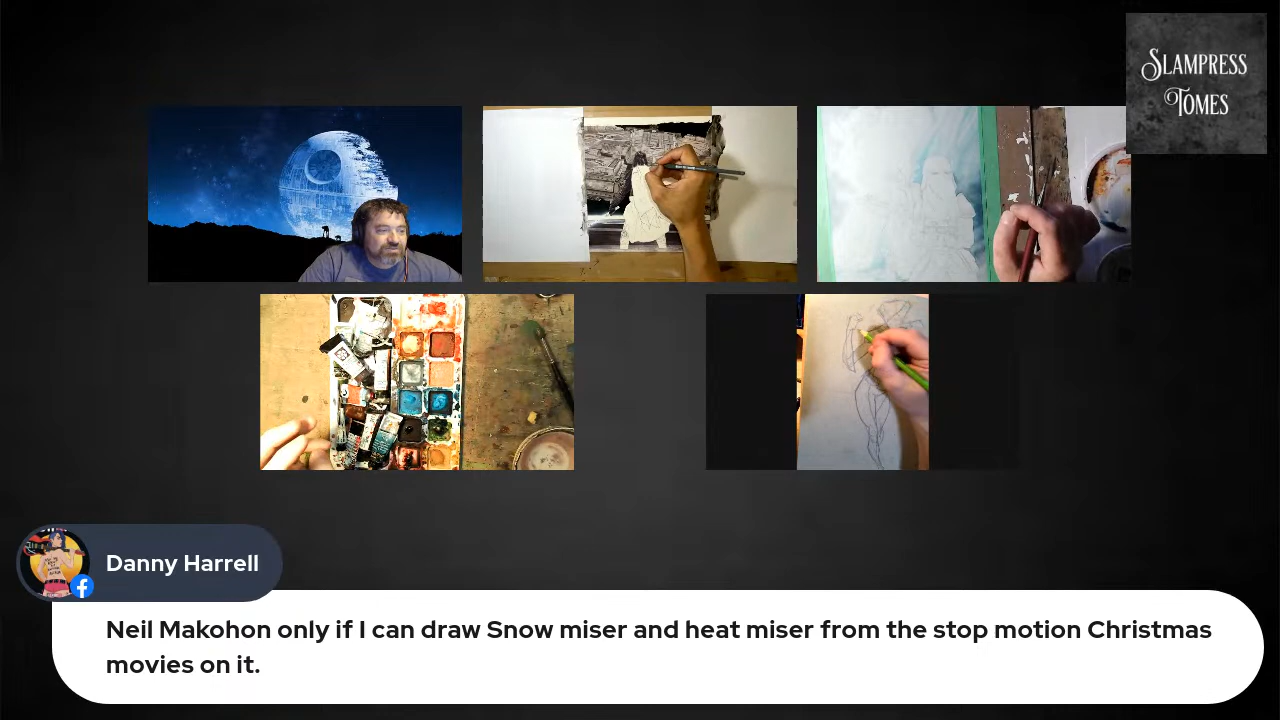 SLAMPRESS
TOMES
Danny Harrell
Neil Makohon only if I can draw Snow miser and heat miser from the stop motion Christmas
movies on it.